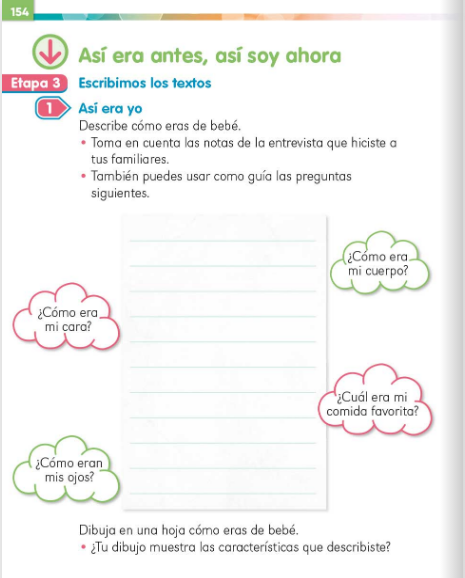 154
Así era antes, así soy ahora
Etapa 3 Escribimos los textos
1 Así era yo
Describe cómo eras de bebé.
• Toma en cuenta las notas de la entrevista que hiciste a
tus familiares.
• También puedes usar como guía las preguntas
siguientes.
¿Cómo era
mi cuerpo?
¿Cómo era
mi cara?
¿Cuál era mi
comida favorita?
¿Cómo eran
mis ojos?
Dibuja en una hoja cómo eras de bebé.
• ¿Tu dibujo muestra las características que describiste?